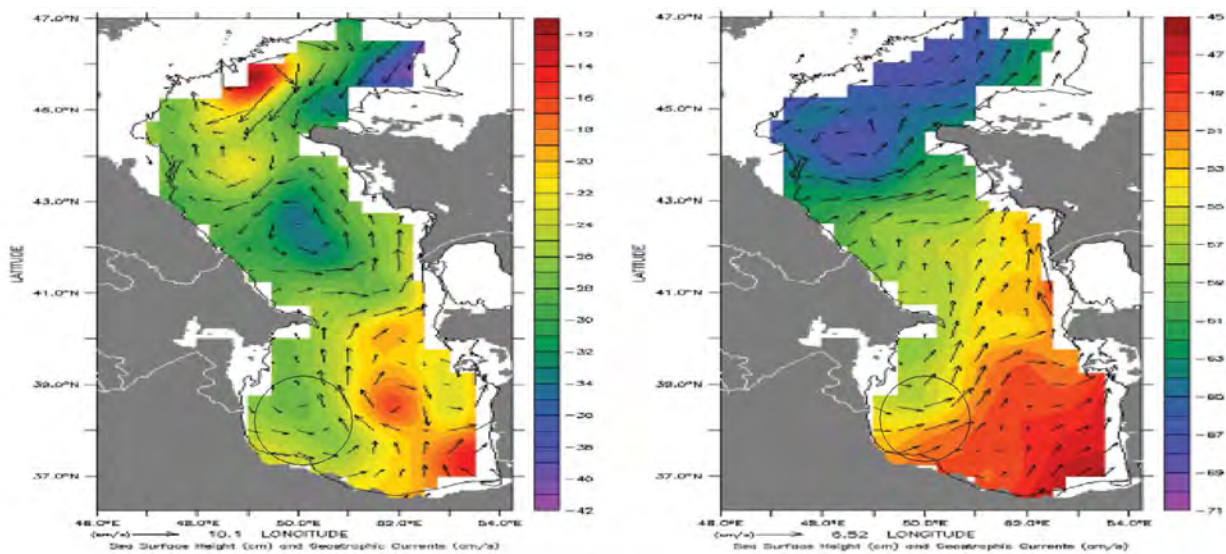 47.0°N
45.0°N
43.0°N
41.0°N
39.0°N
37.0°N
LATITUDE
46.0°E 48.0°E 50.0°E 52.0°E 54.0°E
(cm/s) 10.1 LONGITUDE
Sea Surface Height (cm) and Geostrophic Currents (cm/s)
-12
-14
-16
-18
-20
-22
-24
-26
-28
-30
-32
-34
-36
-38
-40
-42
47.0°N
45.0°N
43.0°N
41.0°N
39.0°N
37.0°N
LATITUDE
46.0°E 48.0°E 50.0°E 52.0°E 54.0°E
(cm/s) 6.52 LONGITUDE
Sea Surface Height (cm) and Geostrophic Currents (cm/s)
-45
-47
-49
-51
-53
-55
-57
-59
-61
-63
-65
-67
-69
-71